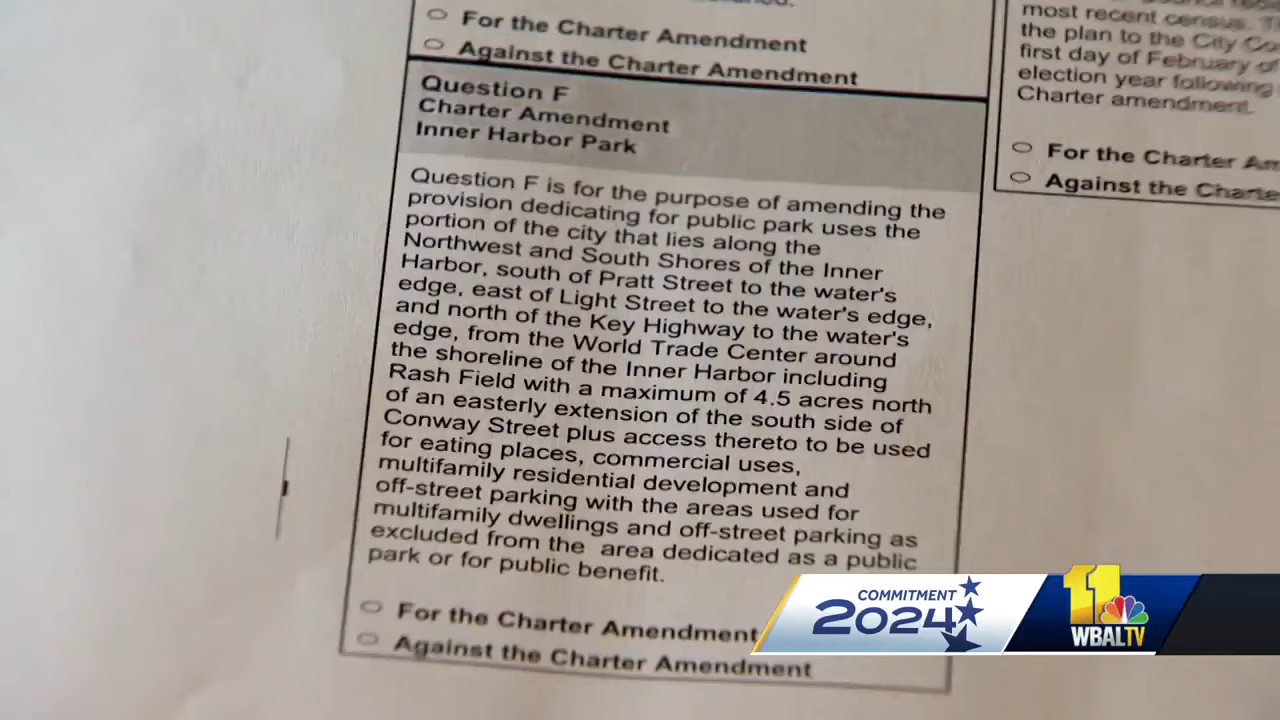 For the Charter Amendment
Against the Charter Amendment
Question F
Charter Amendment
Inner Harbor Park
Question F is for the purpose of amending the
provision dedicating for public park uses the
portion of the city that lies along the
Northwest and South Shores of the Inner
Harbor, south of Pratt Street to the water's
edge, east of Light Street to the water's edge,
and north of the Key Highway to the water's
edge, from the World Trade Center around
the shoreline of the Inner Harbor including
Rash Field with a maximum of 4.5 acres north
of an easterly extension of the south side of
Conway Street plus access thereto to be used
for eating places, commercial uses,
multifamily residential development and
off-street parking with the areas used for
multifamily dwellings and off-street parking as
excluded from the area dedicated as a public
park or for public benefit.
For the Charter Amendment
Against the Charter Amendment
most recent census.
the plan to the City
first day of February of
election year following
Charter amendment.
For the Charter
Against the
COMMITMENT
2024
11
WBALTV